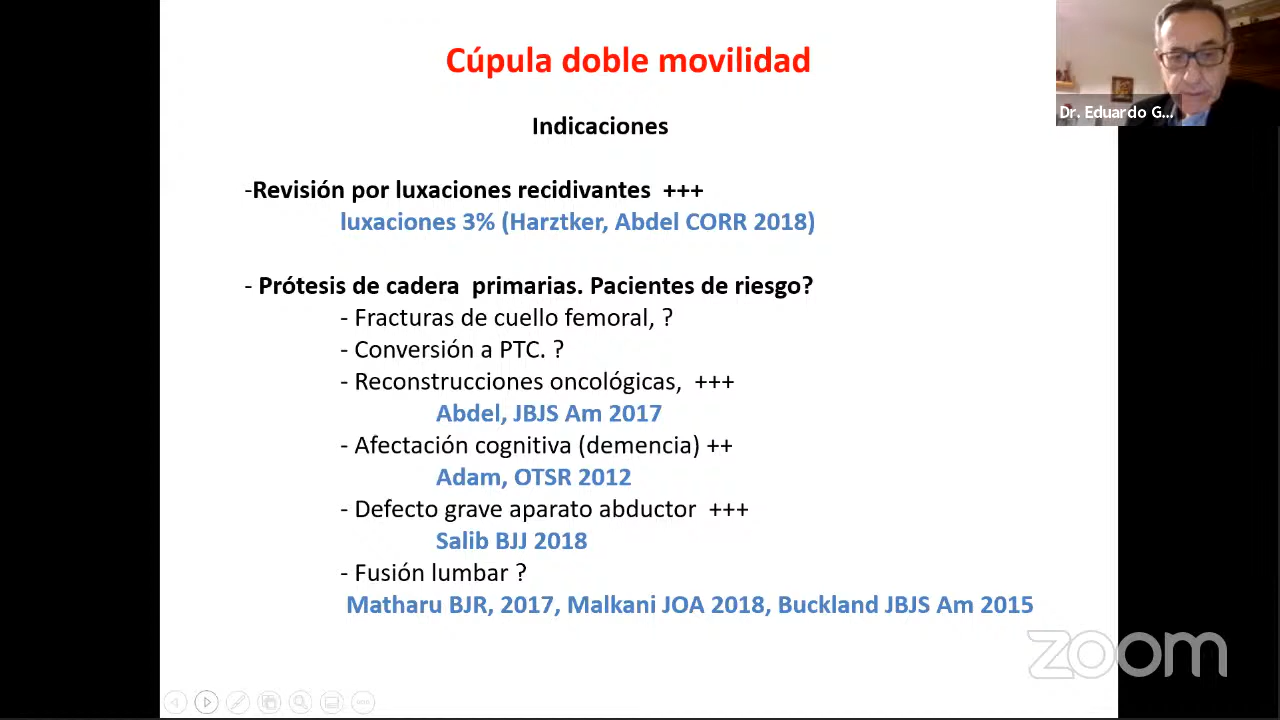 Cúpula doble movilidad
Dr. Eduardo G...
Indicaciones
-Revisión por luxaciones recidivantes +++
luxaciones 3% (Harztker, Abdel CORR 2018)
- Prótesis de cadera primarias. Pacientes de riesgo?
- Fracturas de cuello femoral, ?
- Conversión a PTC. ?
- Reconstrucciones oncológicas, +++
Abdel, JBJS Am 2017
- Afectación cognitiva (demencia) ++
Adam, OTSR 2012
- Defecto grave aparato abductor +++
Salib BJJ 2018
- Fusión lumbar ?
Matharu BJR, 2017, Malkani JOA 2018, Buckland JBJS Am 2015
zoom